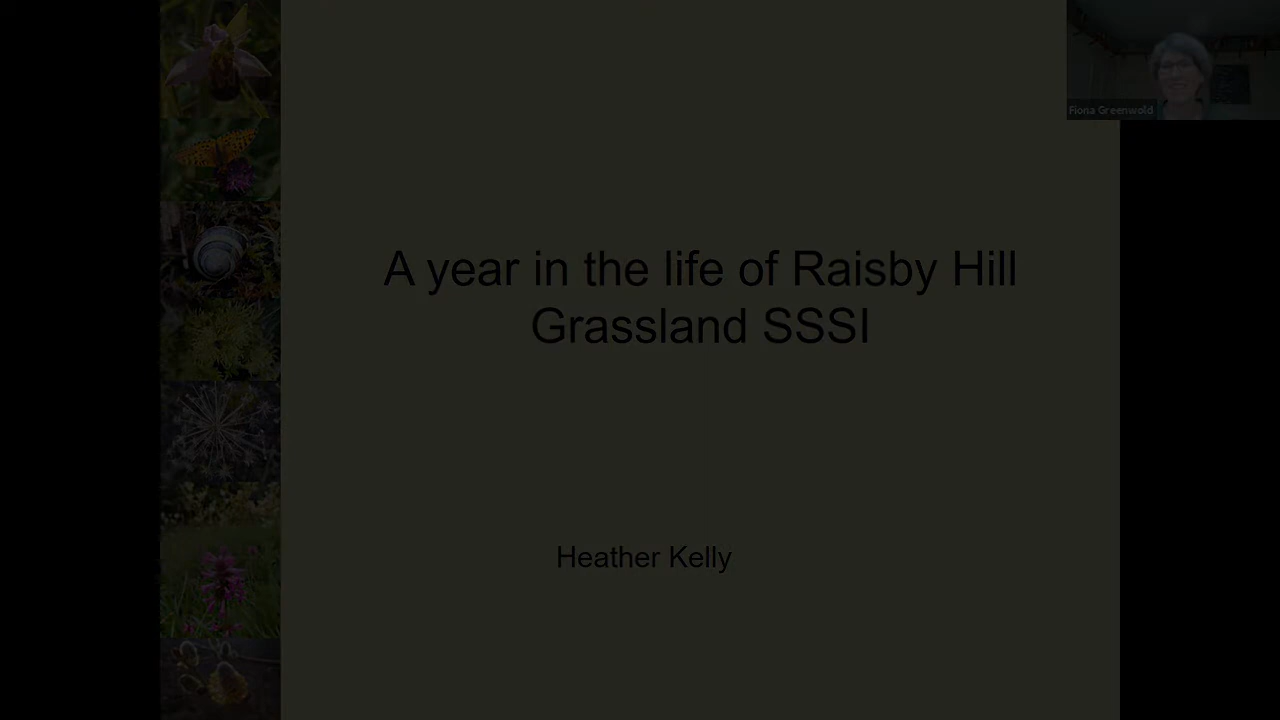 Fiona Greenwold
A year in the life of Raisby Hill
Grassland SSSI
Heather Kelly